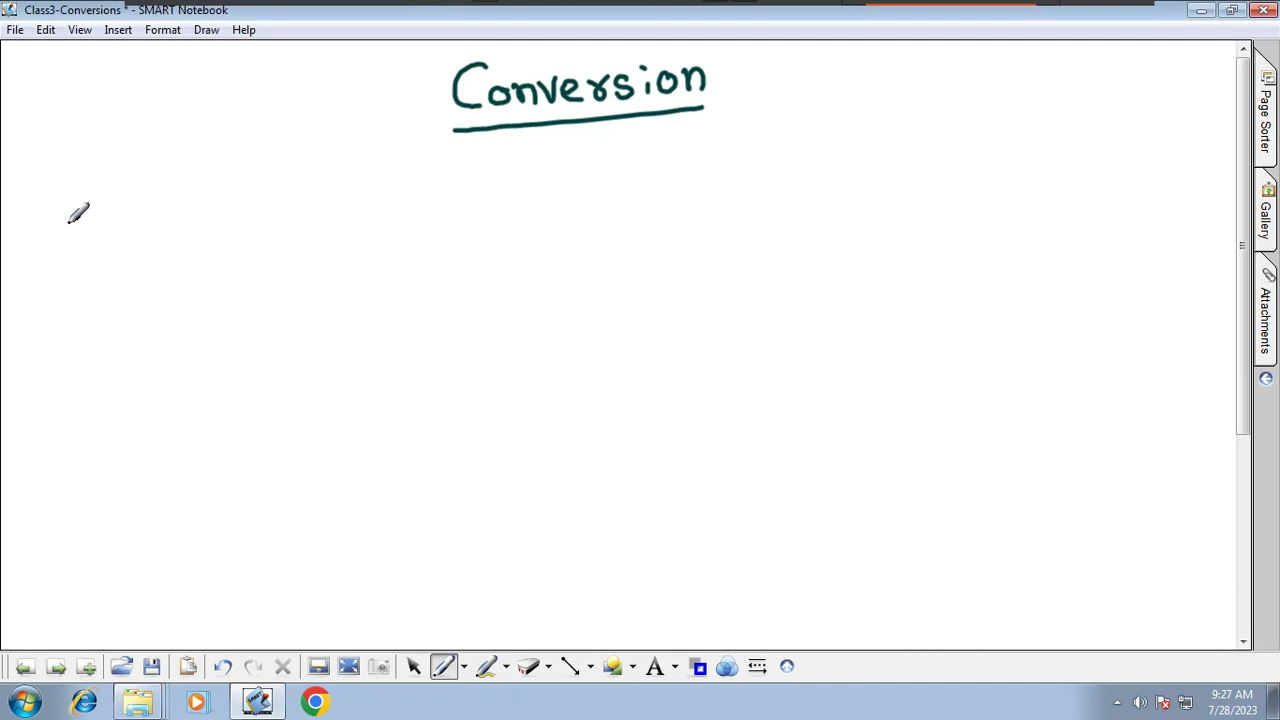 Class3-Conversions * - SMART Notebook
File Edit View Insert Format Draw Help
Conversion
Page Sorter
Gallery
Attachments
A
9:27 AM
7/28/2023